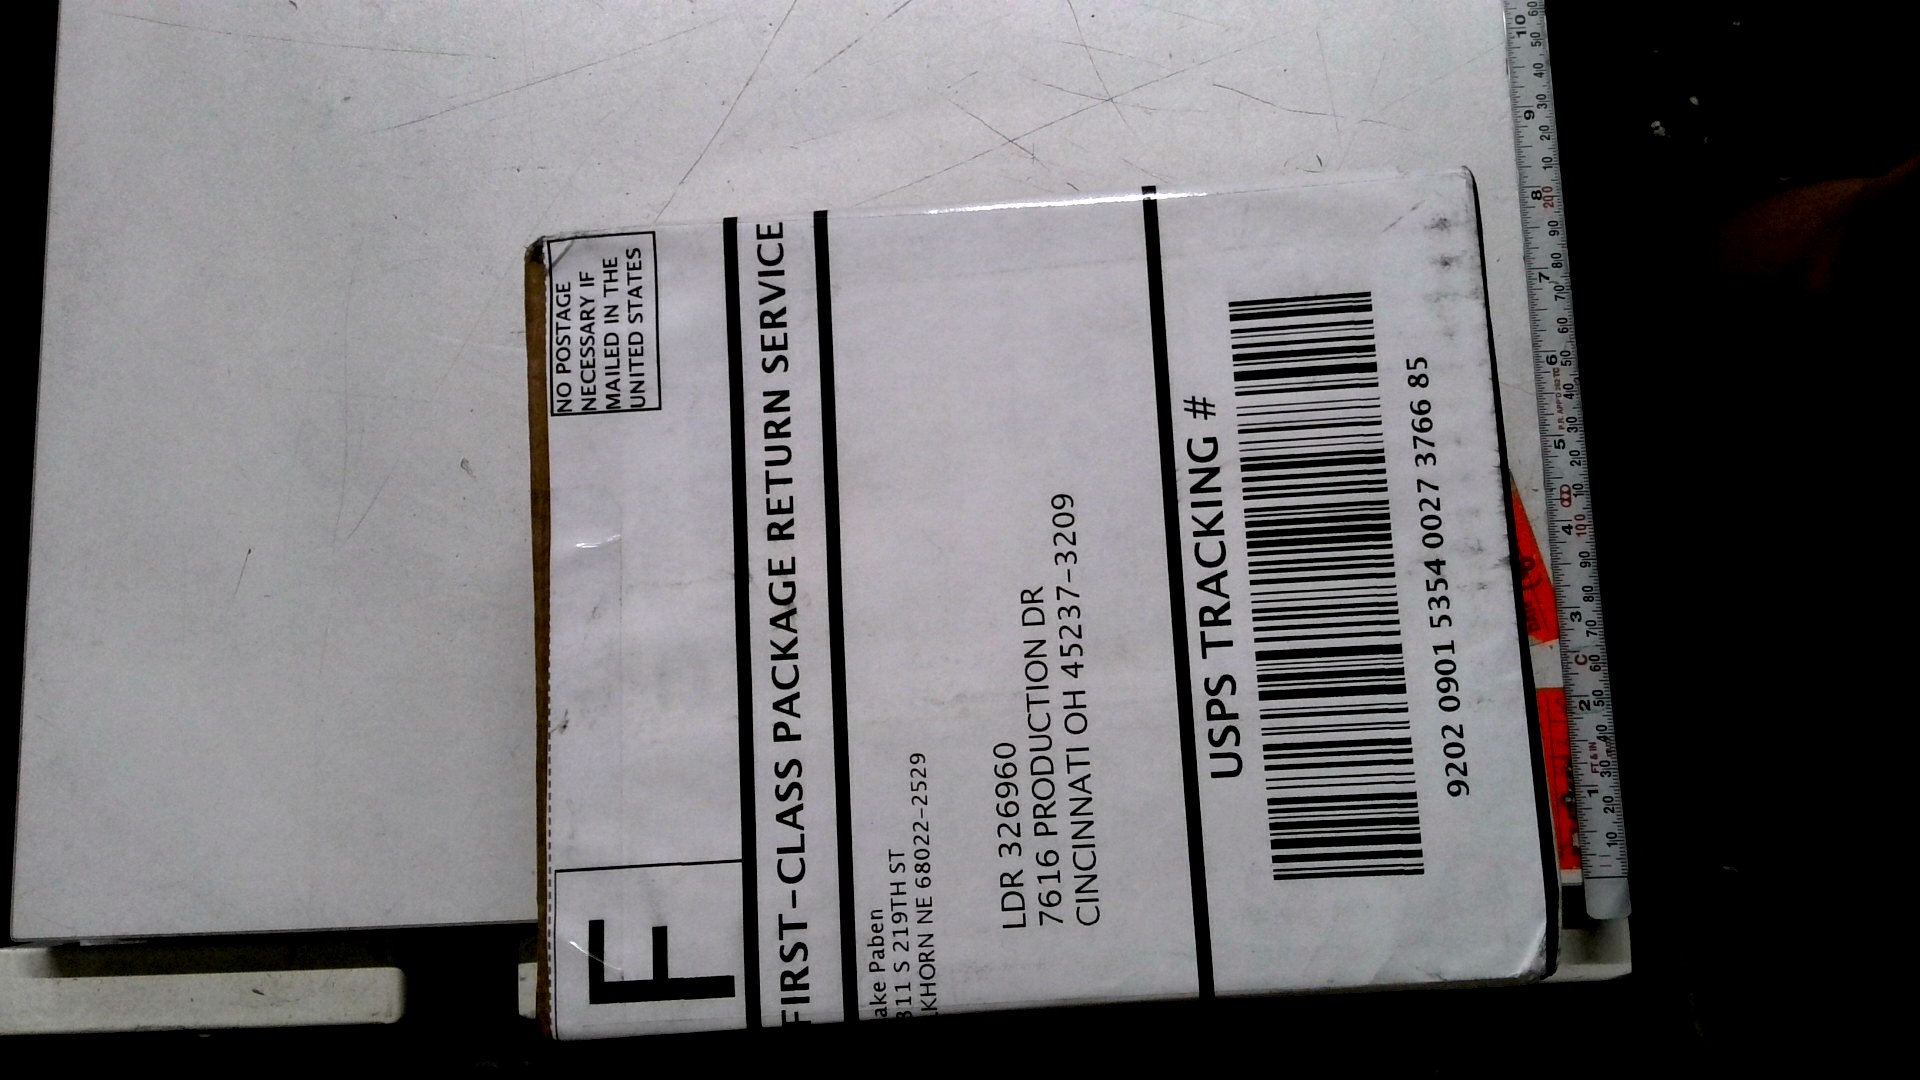 F
NO POSTAGE
NECESSARY IF
MAILED IN THE
UNITED STATES
FIRST-CLASS PACKAGE RETURN SERVICE
ake Paben
311 S 219TH ST
KHORN NE 68022-2529
LDR 326960
7616 PRODUCTION DR
CINCINNATI OH 45237-3209
USPS TRACKING #
9202 0901 5354 0027 3766 85